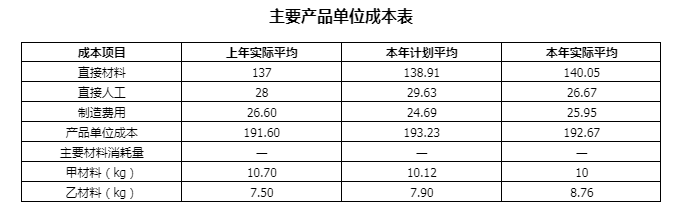 主要产品单位成本表
成本项目 上年实际平均 本年计划平均 本年实际平均
直接材料 137 138.91 140.05
直接人工 28 29.63 26.67
制造费用 26.60 24.69 25.95
产品单位成本 191.60 193.23 192.67
主要材料消耗量 — — —
甲材料（kg） 10.70 10.12 10
乙材料（kg） 7.50 7.90 8.76